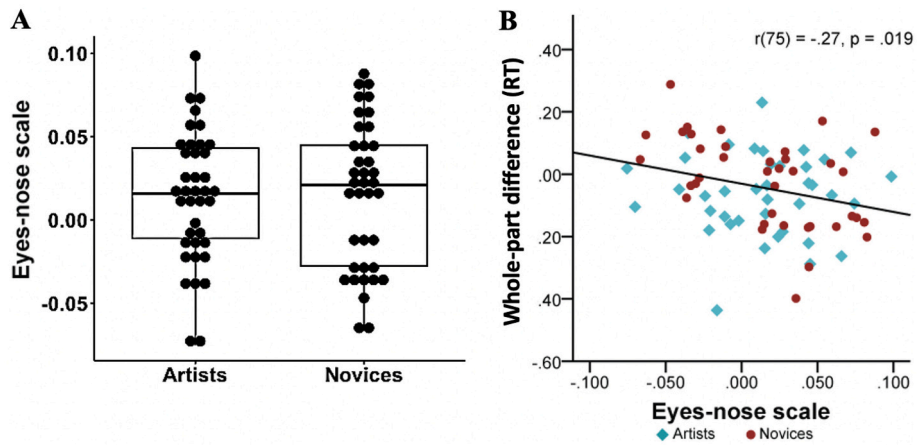 A
Eyes-nose scale
0.10
0.05
0.00
-0.05
Artists Novices
B
r(75) = -.27, p = .019
Whole-part difference (RT)
.40
.20
.00
.20
.40
-.60
-.100 -.050 .000 .050 .100
Eyes-nose scale
Artists Novices